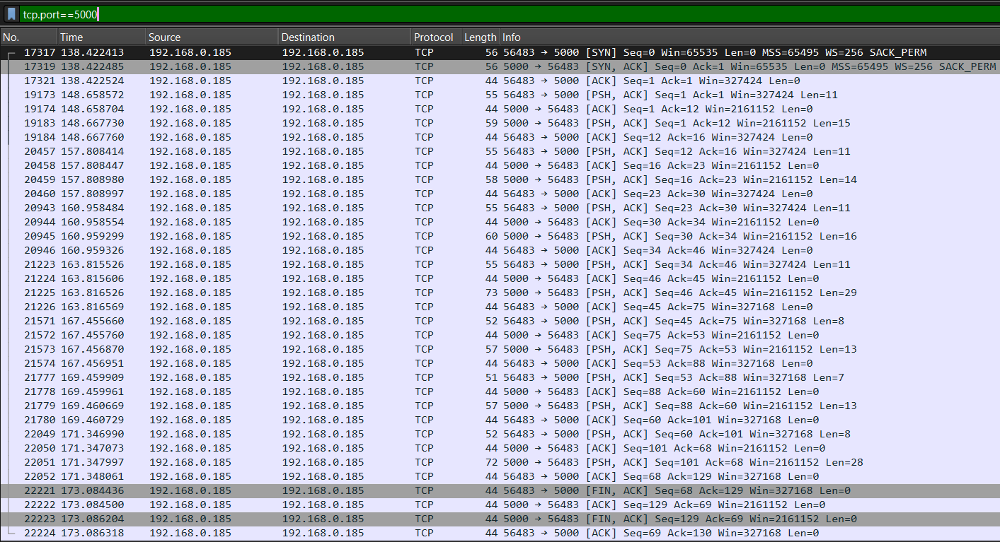 tcp.port==5000
No. Time Source Destination Protocol Length Info
17317 138.422413 192.168.0.185 192.168.0.185 TCP 56 56483 → 5000 [SYN] Seq=0 Win=65535 Len=0 MSS=65495 WS=256 SACK_PERM
17319 138.422485 192.168.0.185 192.168.0.185 TCP 56 5000 → 56483 [SYN, ACK] Seq=0 Ack=1 Win=65535 Len=0 MSS=65495 WS=256 SACK_PERM
17321 138.422524 192.168.0.185 192.168.0.185 TCP 44 56483 → 5000 [ACK] Seq=1 Ack=1 Win=327424 Len=0
19173 148.658572 192.168.0.185 192.168.0.185 TCP 55 56483 → 5000 [PSH, ACK] Seq=1 Ack=1 Win=327424 Len=11
19174 148.658704 192.168.0.185 192.168.0.185 TCP 44 5000 → 56483 [ACK] Seq=1 Ack=12 Win=2161152 Len=0
19183 148.667730 192.168.0.185 192.168.0.185 TCP 59 5000 → 56483 [PSH, ACK] Seq=1 Ack=12 Win=2161152 Len=15
19184 148.667760 192.168.0.185 192.168.0.185 TCP 44 56483 → 5000 [ACK] Seq=12 Ack=16 Win=327424 Len=0
20457 157.808414 192.168.0.185 192.168.0.185 TCP 55 56483 → 5000 [PSH, ACK] Seq=12 Ack=16 Win=327424 Len=11
20458 157.808447 192.168.0.185 192.168.0.185 TCP 44 5000 → 56483 [ACK] Seq=16 Ack=23 Win=2161152 Len=0
20459 157.808980 192.168.0.185 192.168.0.185 TCP 58 5000 → 56483 [PSH, ACK] Seq=16 Ack=23 Win=2161152 Len=14
20460 157.808997 192.168.0.185 192.168.0.185 TCP 44 56483 → 5000 [ACK] Seq=23 Ack=30 Win=327424 Len=0
20943 160.958484 192.168.0.185 192.168.0.185 TCP 55 56483 → 5000 [PSH, ACK] Seq=23 Ack=30 Win=327424 Len=11
20944 160.958554 192.168.0.185 192.168.0.185 TCP 44 5000 → 56483 [ACK] Seq=30 Ack=34 Win=2161152 Len=0
20945 160.959299 192.168.0.185 192.168.0.185 TCP 60 5000 → 56483 [PSH, ACK] Seq=30 Ack=34 Win=2161152 Len=16
20946 160.959326 192.168.0.185 192.168.0.185 TCP 44 56483 → 5000 [ACK] Seq=34 Ack=46 Win=327424 Len=0
21223 163.815526 192.168.0.185 192.168.0.185 TCP 55 56483 → 5000 [PSH, ACK] Seq=34 Ack=46 Win=327424 Len=11
21224 163.815606 192.168.0.185 192.168.0.185 TCP 44 5000 → 56483 [ACK] Seq=46 Ack=45 Win=2161152 Len=0
21225 163.816526 192.168.0.185 192.168.0.185 TCP 73 5000 → 56483 [PSH, ACK] Seq=46 Ack=45 Win=2161152 Len=29
21226 163.816569 192.168.0.185 192.168.0.185 TCP 44 56483 → 5000 [ACK] Seq=45 Ack=75 Win=327168 Len=0
21571 167.455660 192.168.0.185 192.168.0.185 TCP 52 56483 → 5000 [PSH, ACK] Seq=45 Ack=75 Win=327168 Len=8
21572 167.455760 192.168.0.185 192.168.0.185 TCP 44 5000 → 56483 [ACK] Seq=75 Ack=53 Win=2161152 Len=0
21573 167.456870 192.168.0.185 192.168.0.185 TCP 57 5000 → 56483 [PSH, ACK] Seq=75 Ack=53 Win=2161152 Len=13
21574 167.456951 192.168.0.185 192.168.0.185 TCP 44 56483 → 5000 [ACK] Seq=53 Ack=88 Win=327168 Len=0
21777 169.459909 192.168.0.185 192.168.0.185 TCP 51 56483 → 5000 [PSH, ACK] Seq=53 Ack=88 Win=327168 Len=7
21778 169.459961 192.168.0.185 192.168.0.185 TCP 44 5000 → 56483 [ACK] Seq=88 Ack=60 Win=2161152 Len=0
21779 169.460669 192.168.0.185 192.168.0.185 TCP 57 5000 → 56483 [PSH, ACK] Seq=88 Ack=60 Win=2161152 Len=13
21780 169.460729 192.168.0.185 192.168.0.185 TCP 44 56483 → 5000 [ACK] Seq=60 Ack=101 Win=327168 Len=0
22049 171.346990 192.168.0.185 192.168.0.185 TCP 52 56483 → 5000 [PSH, ACK] Seq=60 Ack=101 Win=327168 Len=8
22050 171.347073 192.168.0.185 192.168.0.185 TCP 44 5000 → 56483 [ACK] Seq=101 Ack=68 Win=2161152 Len=0
22051 171.347997 192.168.0.185 192.168.0.185 TCP 72 5000 → 56483 [PSH, ACK] Seq=101 Ack=68 Win=2161152 Len=28
22052 171.348061 192.168.0.185 192.168.0.185 TCP 44 56483 → 5000 [ACK] Seq=68 Ack=129 Win=327168 Len=0
22221 173.084436 192.168.0.185 192.168.0.185 TCP 44 56483 → 5000 [FIN, ACK] Seq=68 Ack=129 Win=327168 Len=0
22222 173.084500 192.168.0.185 192.168.0.185 TCP 44 5000 → 56483 [ACK] Seq=129 Ack=69 Win=2161152 Len=0
22223 173.086204 192.168.0.185 192.168.0.185 TCP 44 5000 → 56483 [FIN, ACK] Seq=129 Ack=69 Win=2161152 Len=0
22224 173.086318 192.168.0.185 192.168.0.185 TCP 44 56483 → 5000 [ACK] Seq=69 Ack=130 Win=327168 Len=0